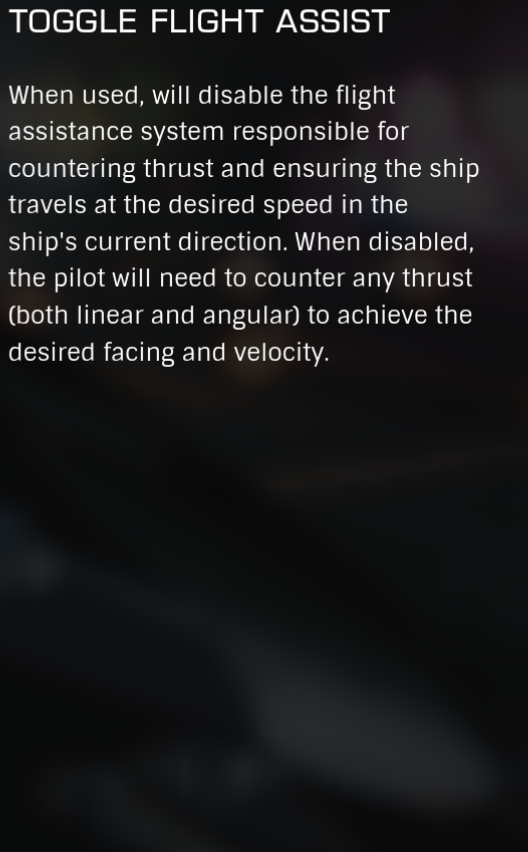 TOGGLE FLIGHT ASSIST
When used, will disable the flight
assistance system responsible for
countering thrust and ensuring the ship
travels at the desired speed in the
ship's current direction. When disabled,
the pilot will need to counter any thrust
(both linear and angular) to achieve the
desired facing and velocity.